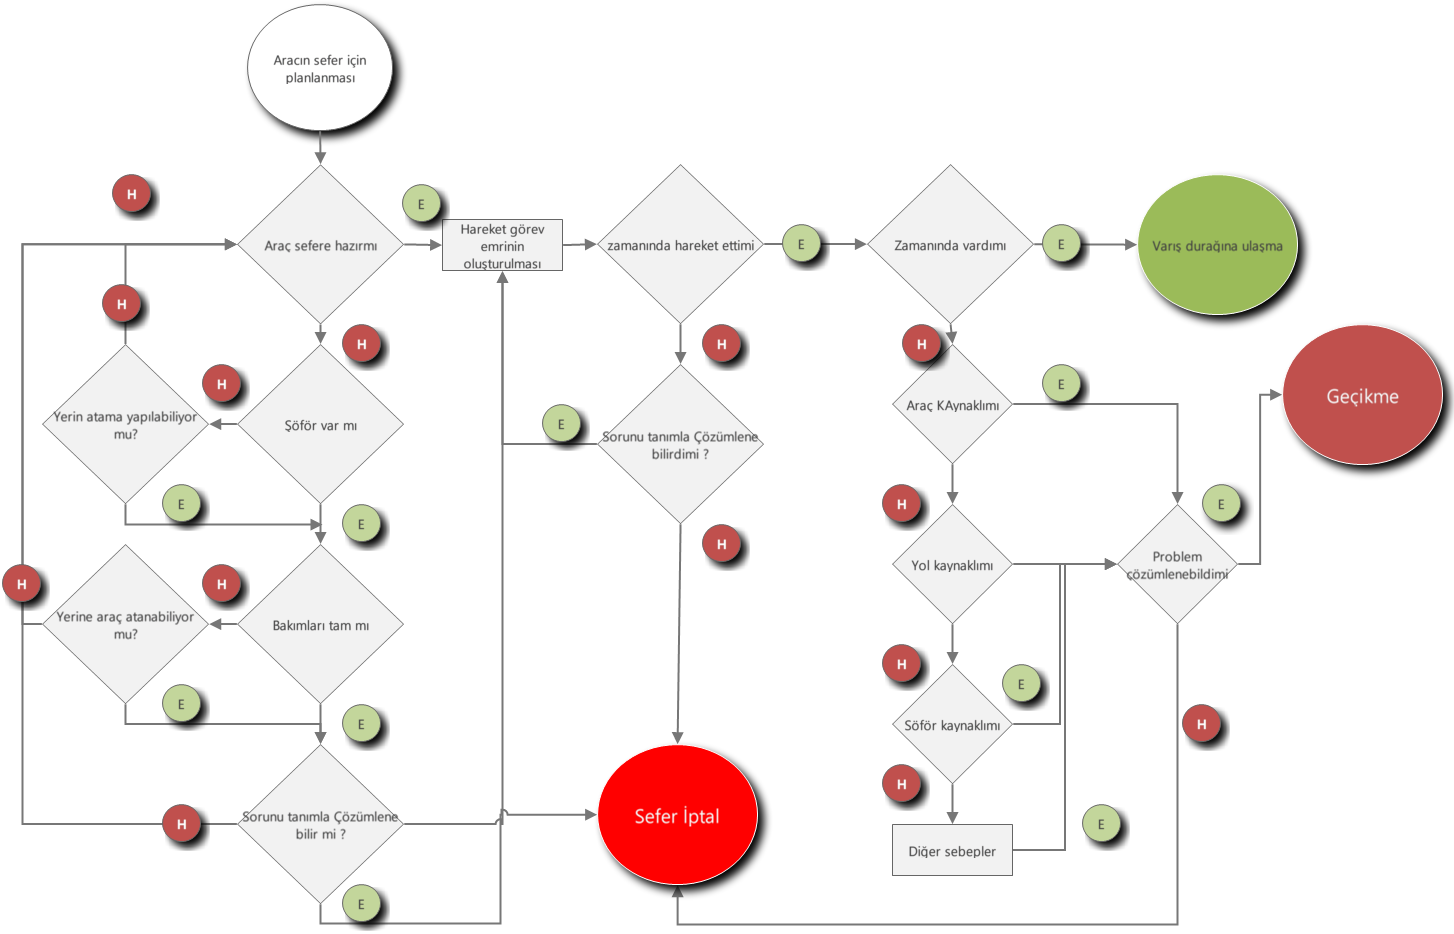 Aracın sefer için
planlanması
H
E
Araç sefere hazırmı
Hareket görev
emrinin
oluşturulması
zamanında hareket ettimi
E
Zamanında vardımı
E
Varış durağına ulaşma
H
H
H
H
H
E
Geçikme
Yerin atama yapılabiliyor
mu?
Şöför var mı
E
Sorunu tanımla Çözümlene
bilirdimi ?
Araç KAynaklımı
E
E
H
H
E
Yol kaynaklımı
Problem
çözümlenebildimi
H
H
Yerine araç atanabiliyor
mu?
Bakımları tam mı
H
E
Söför kaynaklımı
E
E
H
H
H
Sorunu tanımla Çözümlene
bilir mi ?
Sefer İptal
E
Diğer sebepler
E